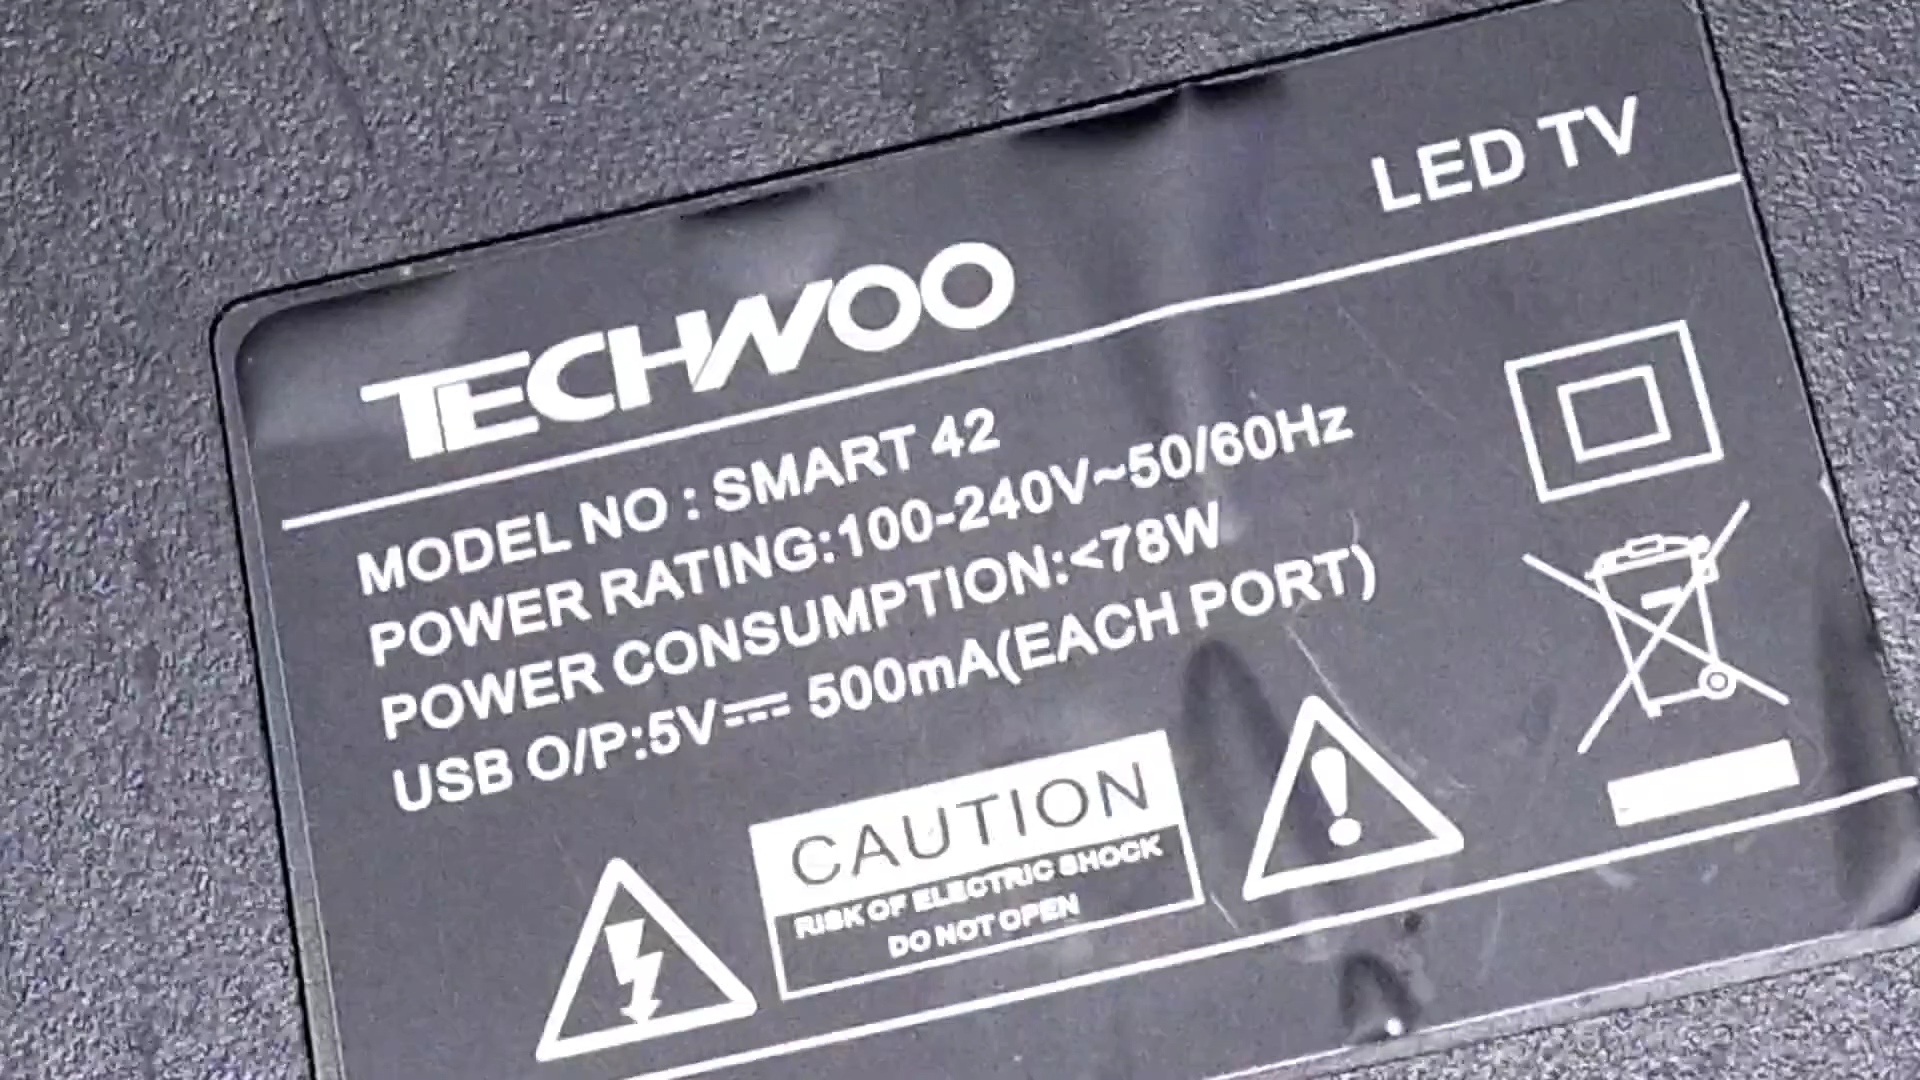 LED TV
TECHWOO
MODEL NO : SMART 42
POWER RATING:100-240V~50/60Hz
POWER CONSUMPTION:<78W
USB O/P:5V⎓ 500mA(EACH PORT)
CAUTION
RISK OF ELECTRIC SHOCK
DO NOT OPEN